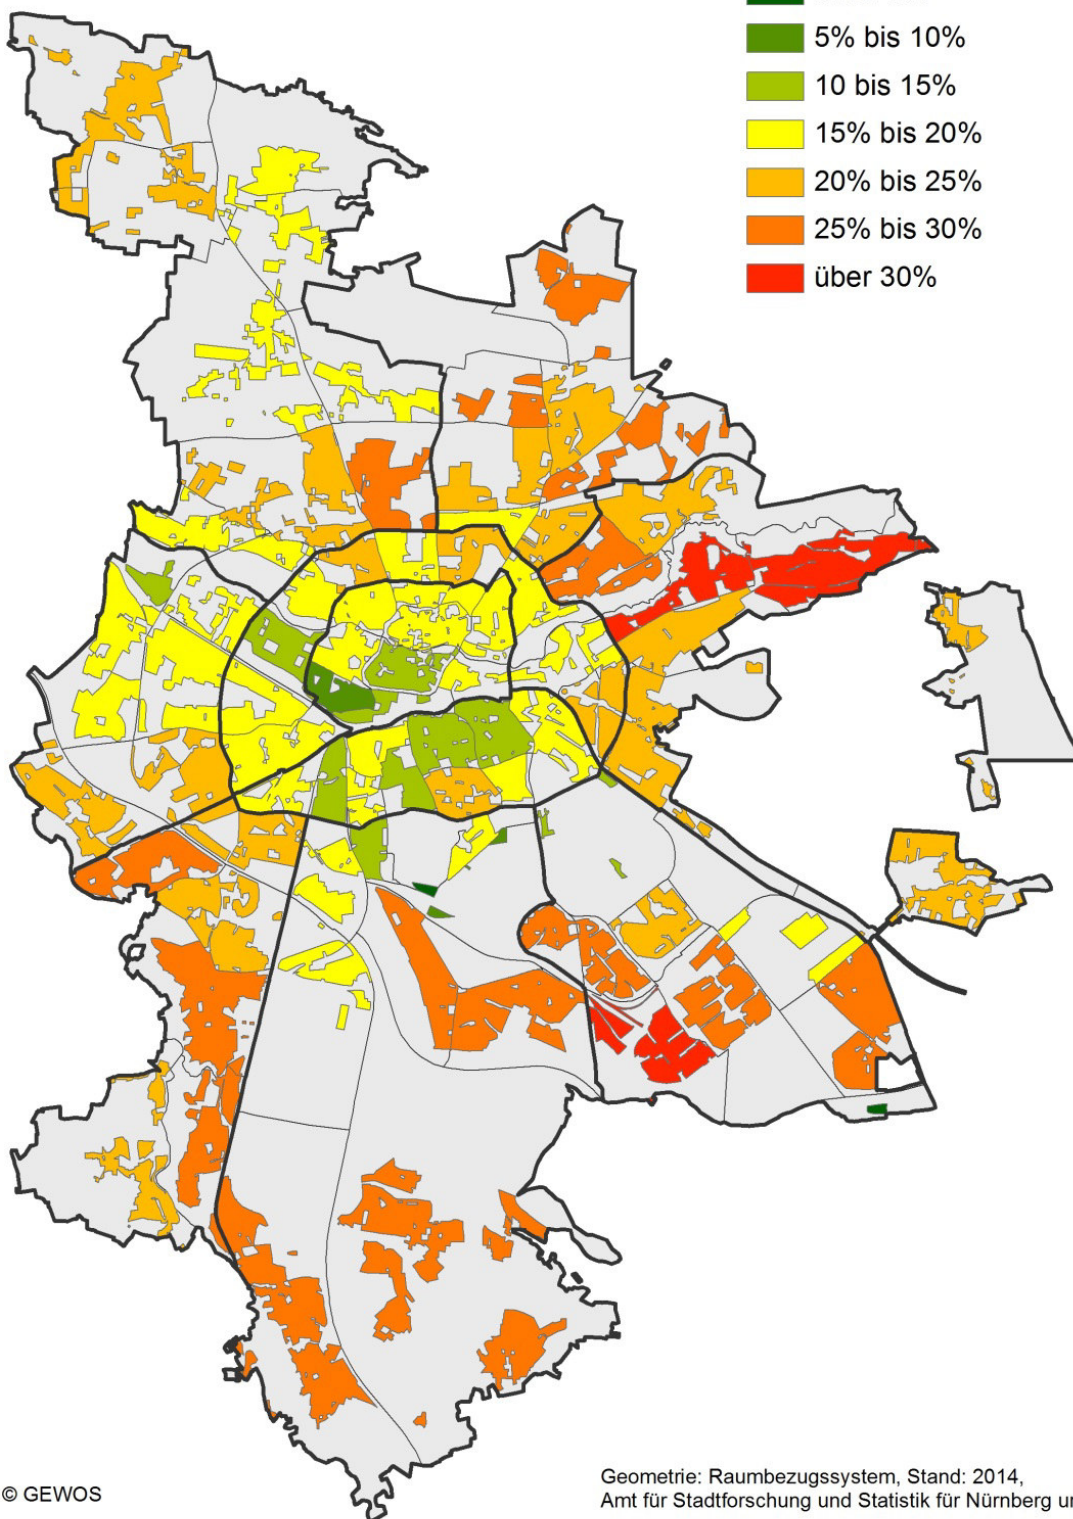 5% bis 10%
10 bis 15%
15% bis 20%
20% bis 25%
25% bis 30%
über 30%
© GEWOS
Geometrie: Raumbezugssystem, Stand: 2014,
Amt für Stadtforschung und Statistik für Nürnberg